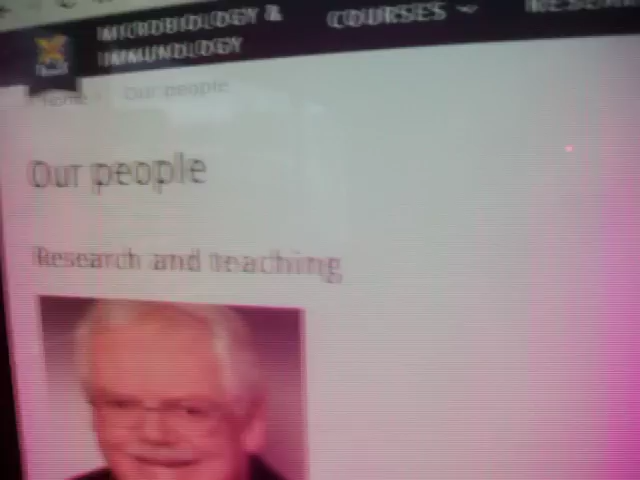 MICROBIOLOGY &
IMMUNOLOGY
COURSES
Home
Our people
Our people
Research and teaching